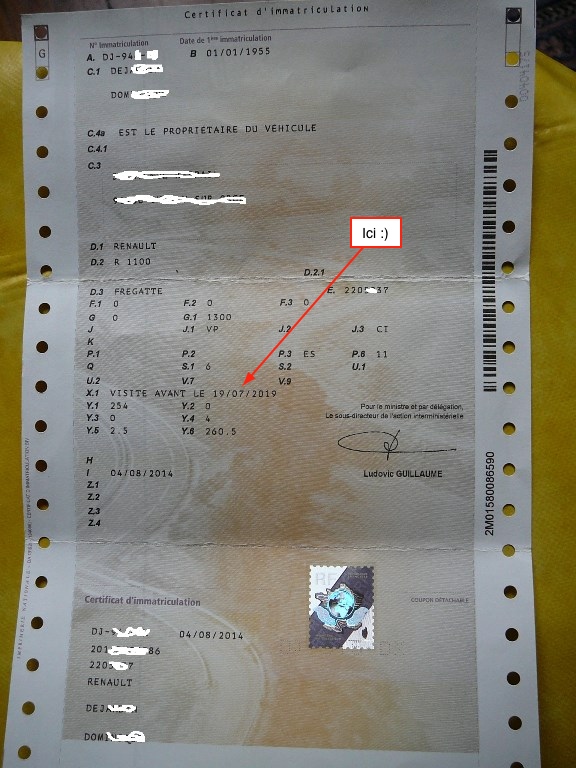 Certificat d'immatriculation
G
N° Immatriculation Date de 1ère immatriculation
A. DJ-94 B 01/01/1955
C.1 DEJ
DOM
C.4a EST LE PROPRIETAIRE DU VEHICULE
C.4.1
C.3
Ici :)
D.1 RENAULT
D.2 R 1100
D.2.1
D.3 FREGATTE E. 220 37
F.1 0 F.2 0 F.3 0
G 0 G.1 1300
J J.1 VP J.2 J.3 CI
K
P.1 P.2 P.3 ES P.6 11
Q S.1 6 S.2 U.1
U.2 V.7 V.9
X.1 VISITE AVANT LE 19/07/2019
Y.1 254 Y.2 0
Y.3 0 Y.4 4
Y.5 2.5 Y.6 260.5
Pour le ministre et par délégation,
Le sous-directeur de l'action interministérielle
Ludovic GUILLAUME
H
I 04/08/2014
Z.1
Z.2
Z.3
Z.4
2M01580086590
Certificat d'immatriculation
COUPON DÉTACHABLE
DJ- 04/08/2014
201 86
220 7
RENAULT
DEJA
DOMI